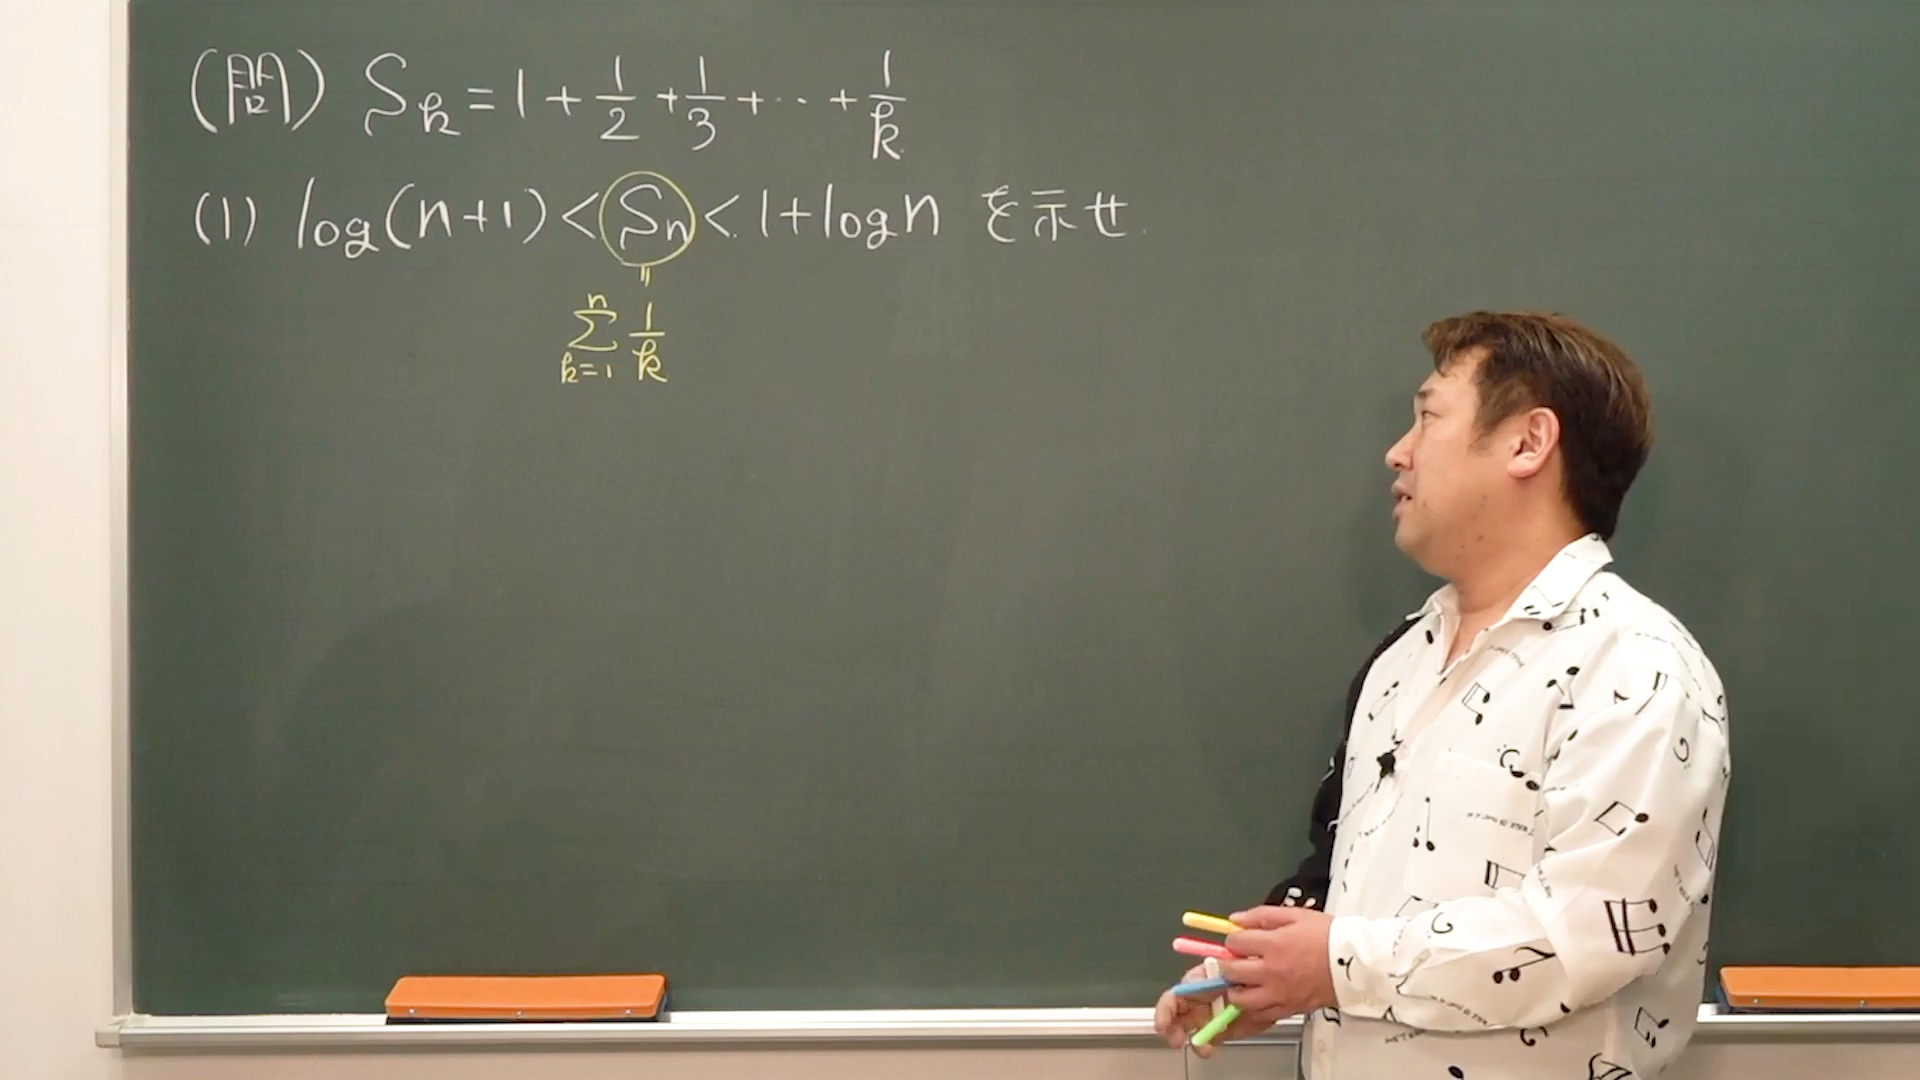 (問) Sk = 1 + 1/2 + 1/3 + ‥ + 1/k
(1) log(n+1) < Sn < 1 + log n を示せ.
=
n
Σ 1/k
k=1